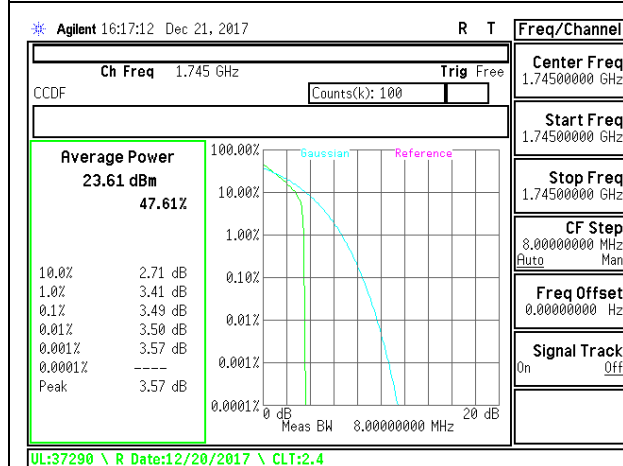 Agilent 16:17:12 Dec 21, 2017 R T
Freq/Channel
Ch Freq 1.745 GHz Trig Free
CCDF Counts(k): 100
Average Power
23.61 dBm
47.61%
10.0% 2.71 dB
1.0% 3.41 dB
0.1% 3.49 dB
0.01% 3.50 dB
0.001% 3.57 dB
0.0001% ----
Peak 3.57 dB
Gaussian Reference
100.00%
10.00%
1.00%
0.10%
0.01%
0.001%
0.0001%
0 dB 20 dB
Meas BW 8.00000000 MHz
Center Freq
1.74500000 GHz
Start Freq
1.74500000 GHz
Stop Freq
1.74500000 GHz
CF Step
8.00000000 MHz
Auto Man
Freq Offset
0.00000000 Hz
Signal Track
On Off
UL:37290 \ R Date:12/20/2017 \ CLT:2.4